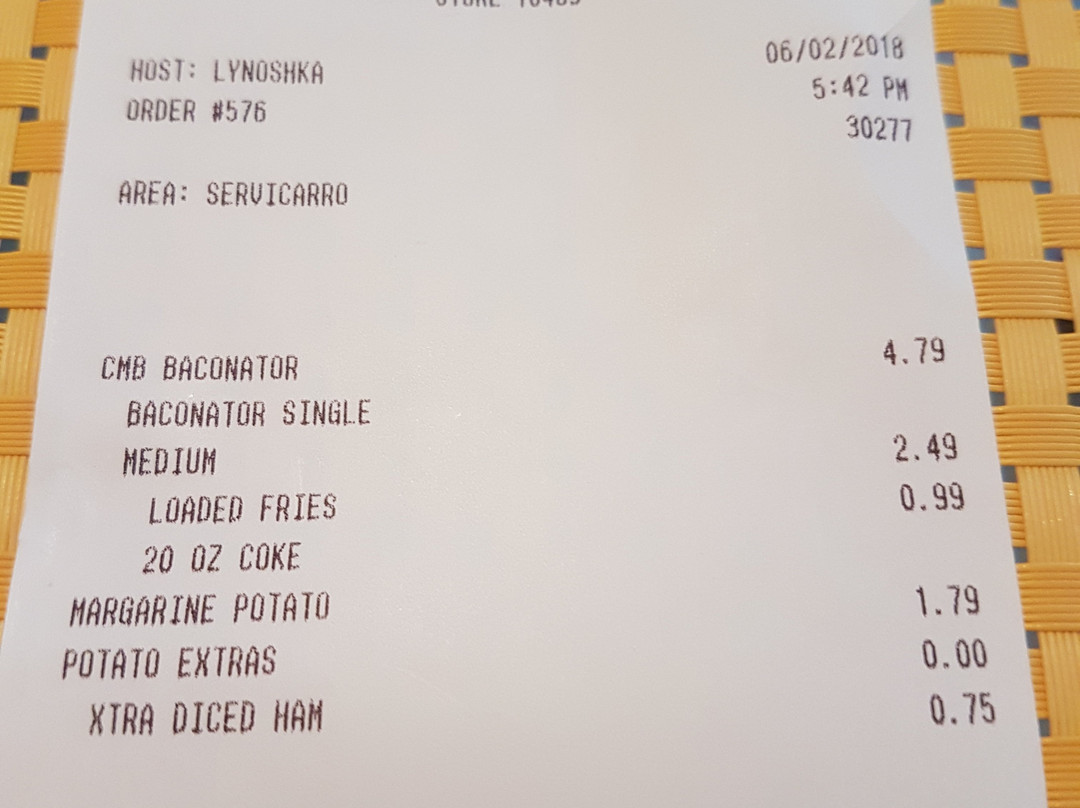 STORE
HOST: LYNOSHKA 06/02/2018
ORDER #576 5:42 PM
30277
AREA: SERVICARRO
CMB BACONATOR 4.79
BACONATOR SINGLE
MEDIUM 2.49
LOADED FRIES 0.99
20 OZ COKE
MARGARINE POTATO 1.79
POTATO EXTRAS 0.00
XTRA DICED HAM 0.75